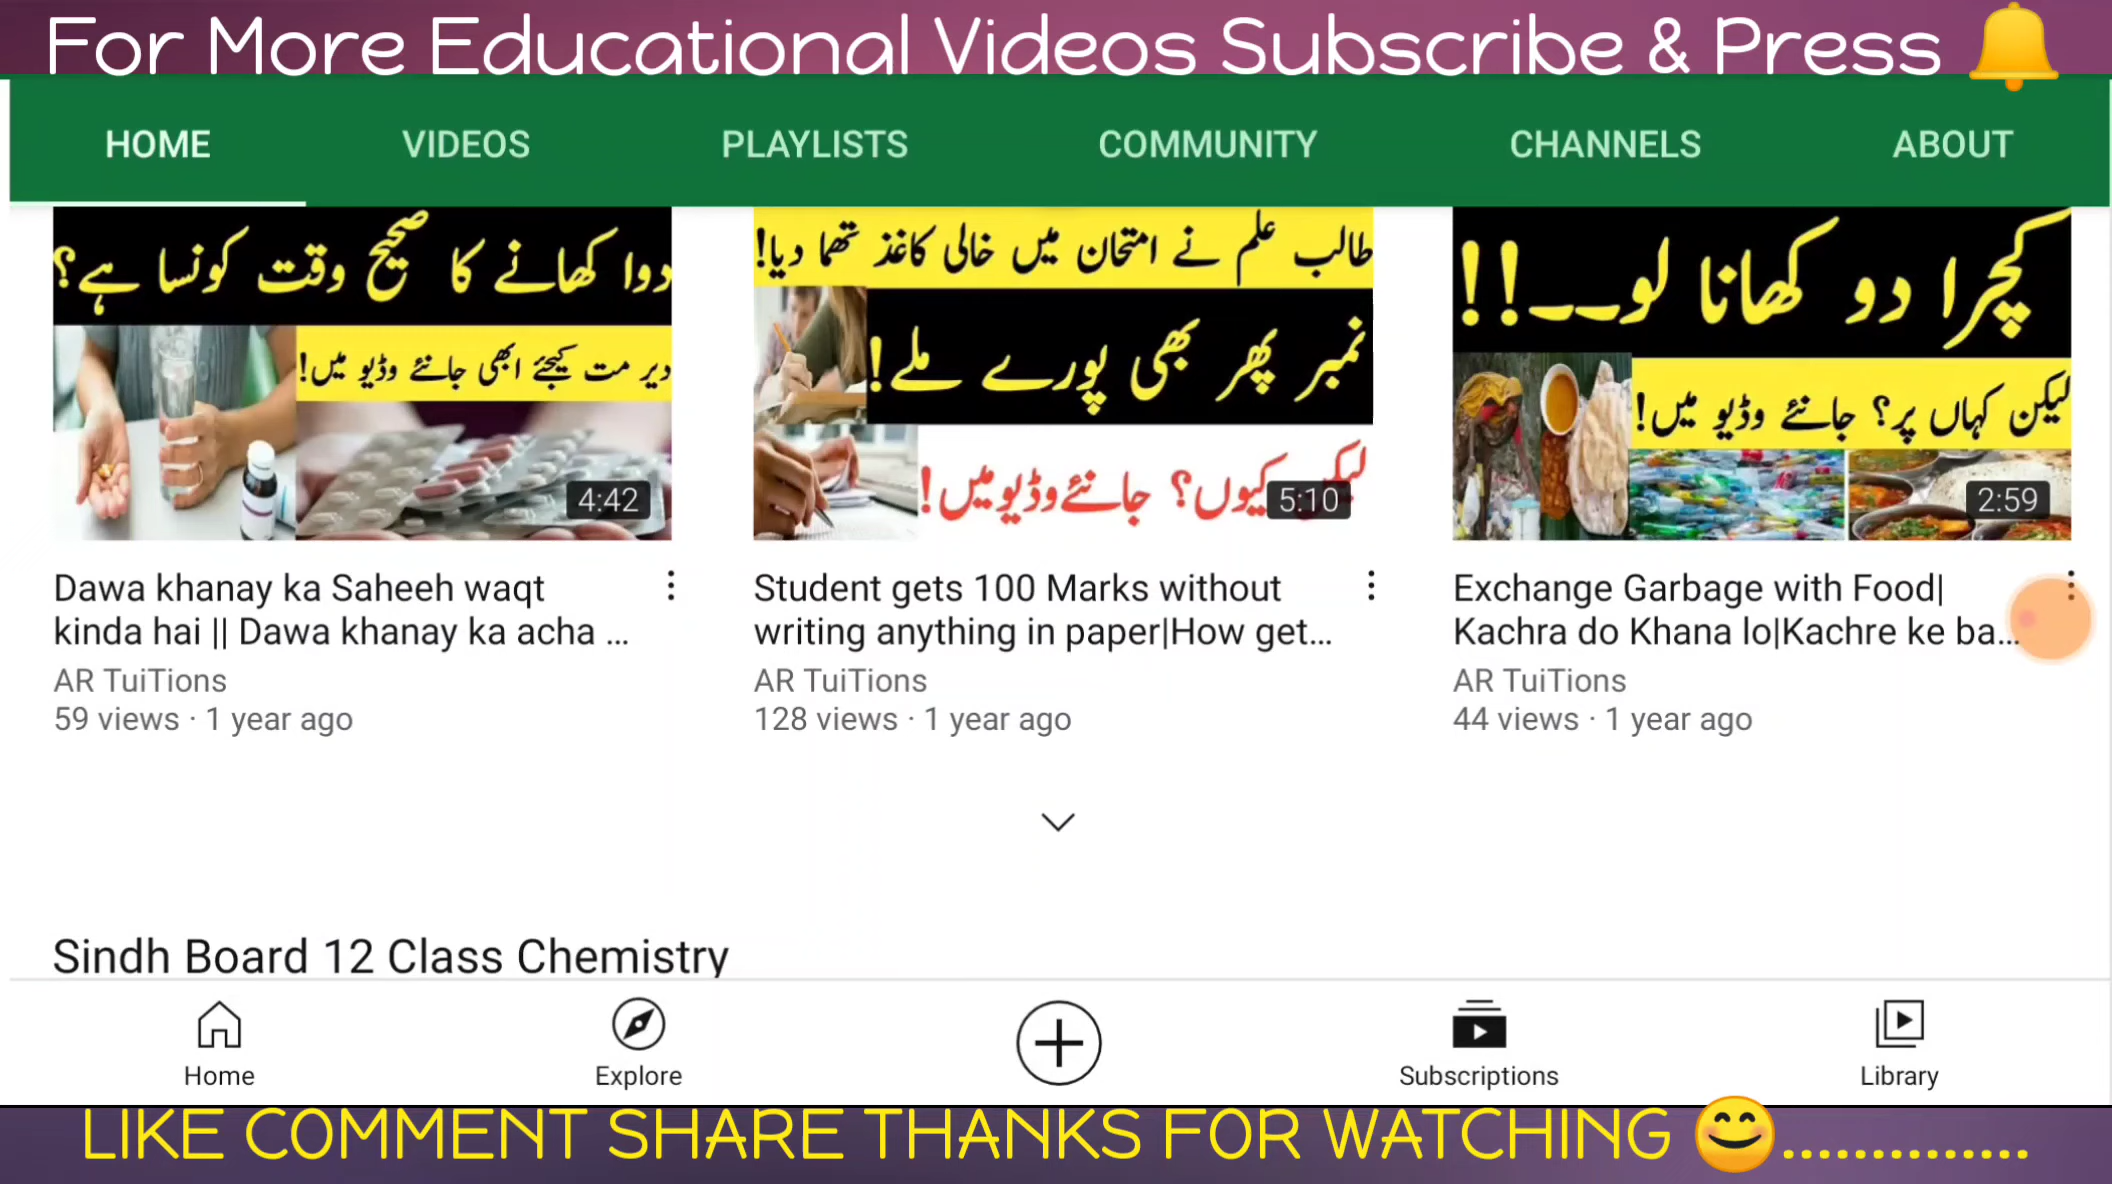 For More Educational Videos Subscribe & Press 🔔
HOME VIDEOS PLAYLISTS COMMUNITY CHANNELS ABOUT
دوا کھانے کا صحیح وقت کونسا ہے؟
دیر مت کیجئے ابھی جانئے وڈیو میں!
4:42
طالب علم نے امتحان میں خالی کاغذ تھما دیا!
نمبر پھر بھی پورے ملے!
لیکن کیوں؟ جانئے وڈیو میں!
5:10
کچرا دو کھانا لو۔۔!!
لیکن کہاں پر؟ جانئے وڈیو میں!
2:59
Dawa khanay ka Saheeh waqt
kinda hai || Dawa khanay ka acha ...
AR TuiTions
59 views · 1 year ago
Student gets 100 Marks without
writing anything in paper|How get...
AR TuiTions
128 views · 1 year ago
Exchange Garbage with Food|
Kachra do Khana lo|Kachre ke ba...
AR TuiTions
44 views · 1 year ago
Sindh Board 12 Class Chemistry
Home Explore Subscriptions Library
LIKE COMMENT SHARE THANKS FOR WATCHING 😊..............